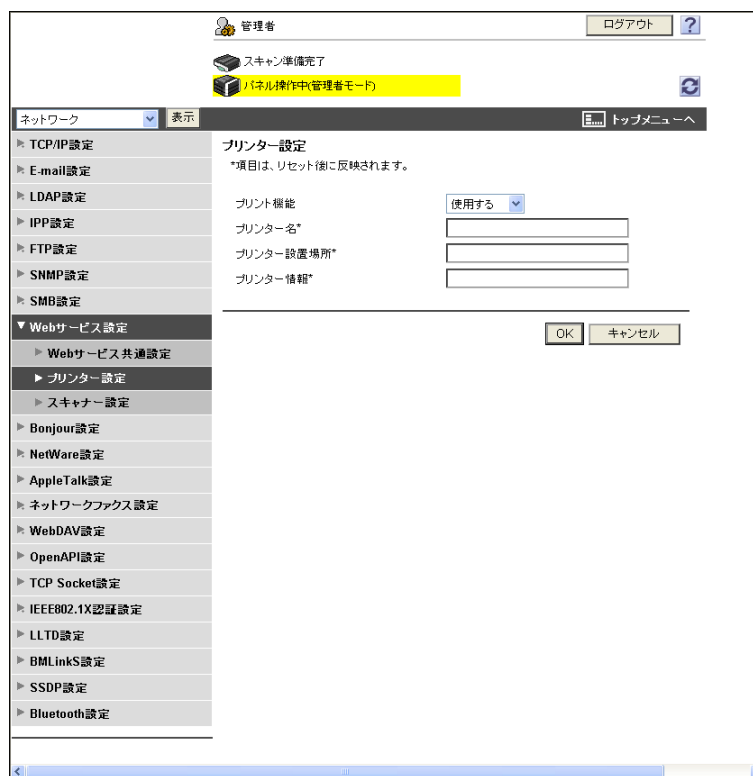 管理者
ログアウト
?
スキャン準備完了
パネル操作中(管理者モード)
ネットワーク
表示
トップメニューへ
TCP/IP設定
E-mail設定
LDAP設定
IPP設定
FTP設定
SNMP設定
SMB設定
Webサービス設定
Webサービス共通設定
プリンター設定
スキャナー設定
Bonjour設定
NetWare設定
AppleTalk設定
ネットワークファクス設定
WebDAV設定
OpenAPI設定
TCP Socket設定
IEEE802.1X認証設定
LLTD設定
BMLinkS設定
SSDP設定
Bluetooth設定
プリンター設定
*項目は、リセット後に反映されます。
プリント機能
使用する
プリンター名*
プリンター設置場所*
プリンター情報*
OK
キャンセル